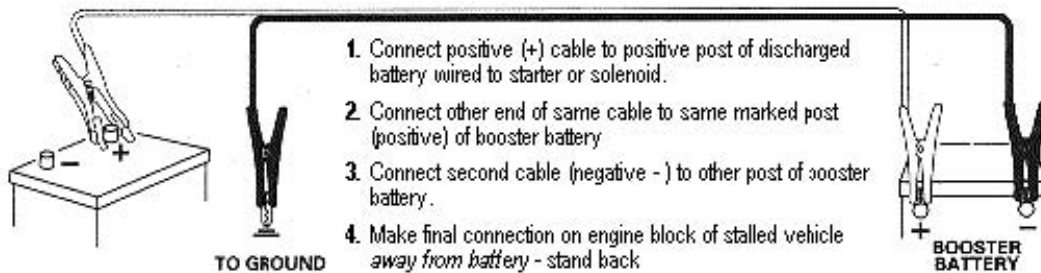 1. Connect positive (+) cable to positive post of discharged
battery wired to starter or solenoid.
2. Connect other end of same cable to same marked post
(positive) of booster battery
3. Connect second cable (negative - ) to other post of booster
battery.
4. Make final connection on engine block of stalled vehicle
away from battery - stand back
- +
TO GROUND
+ -
BOOSTER
BATTERY